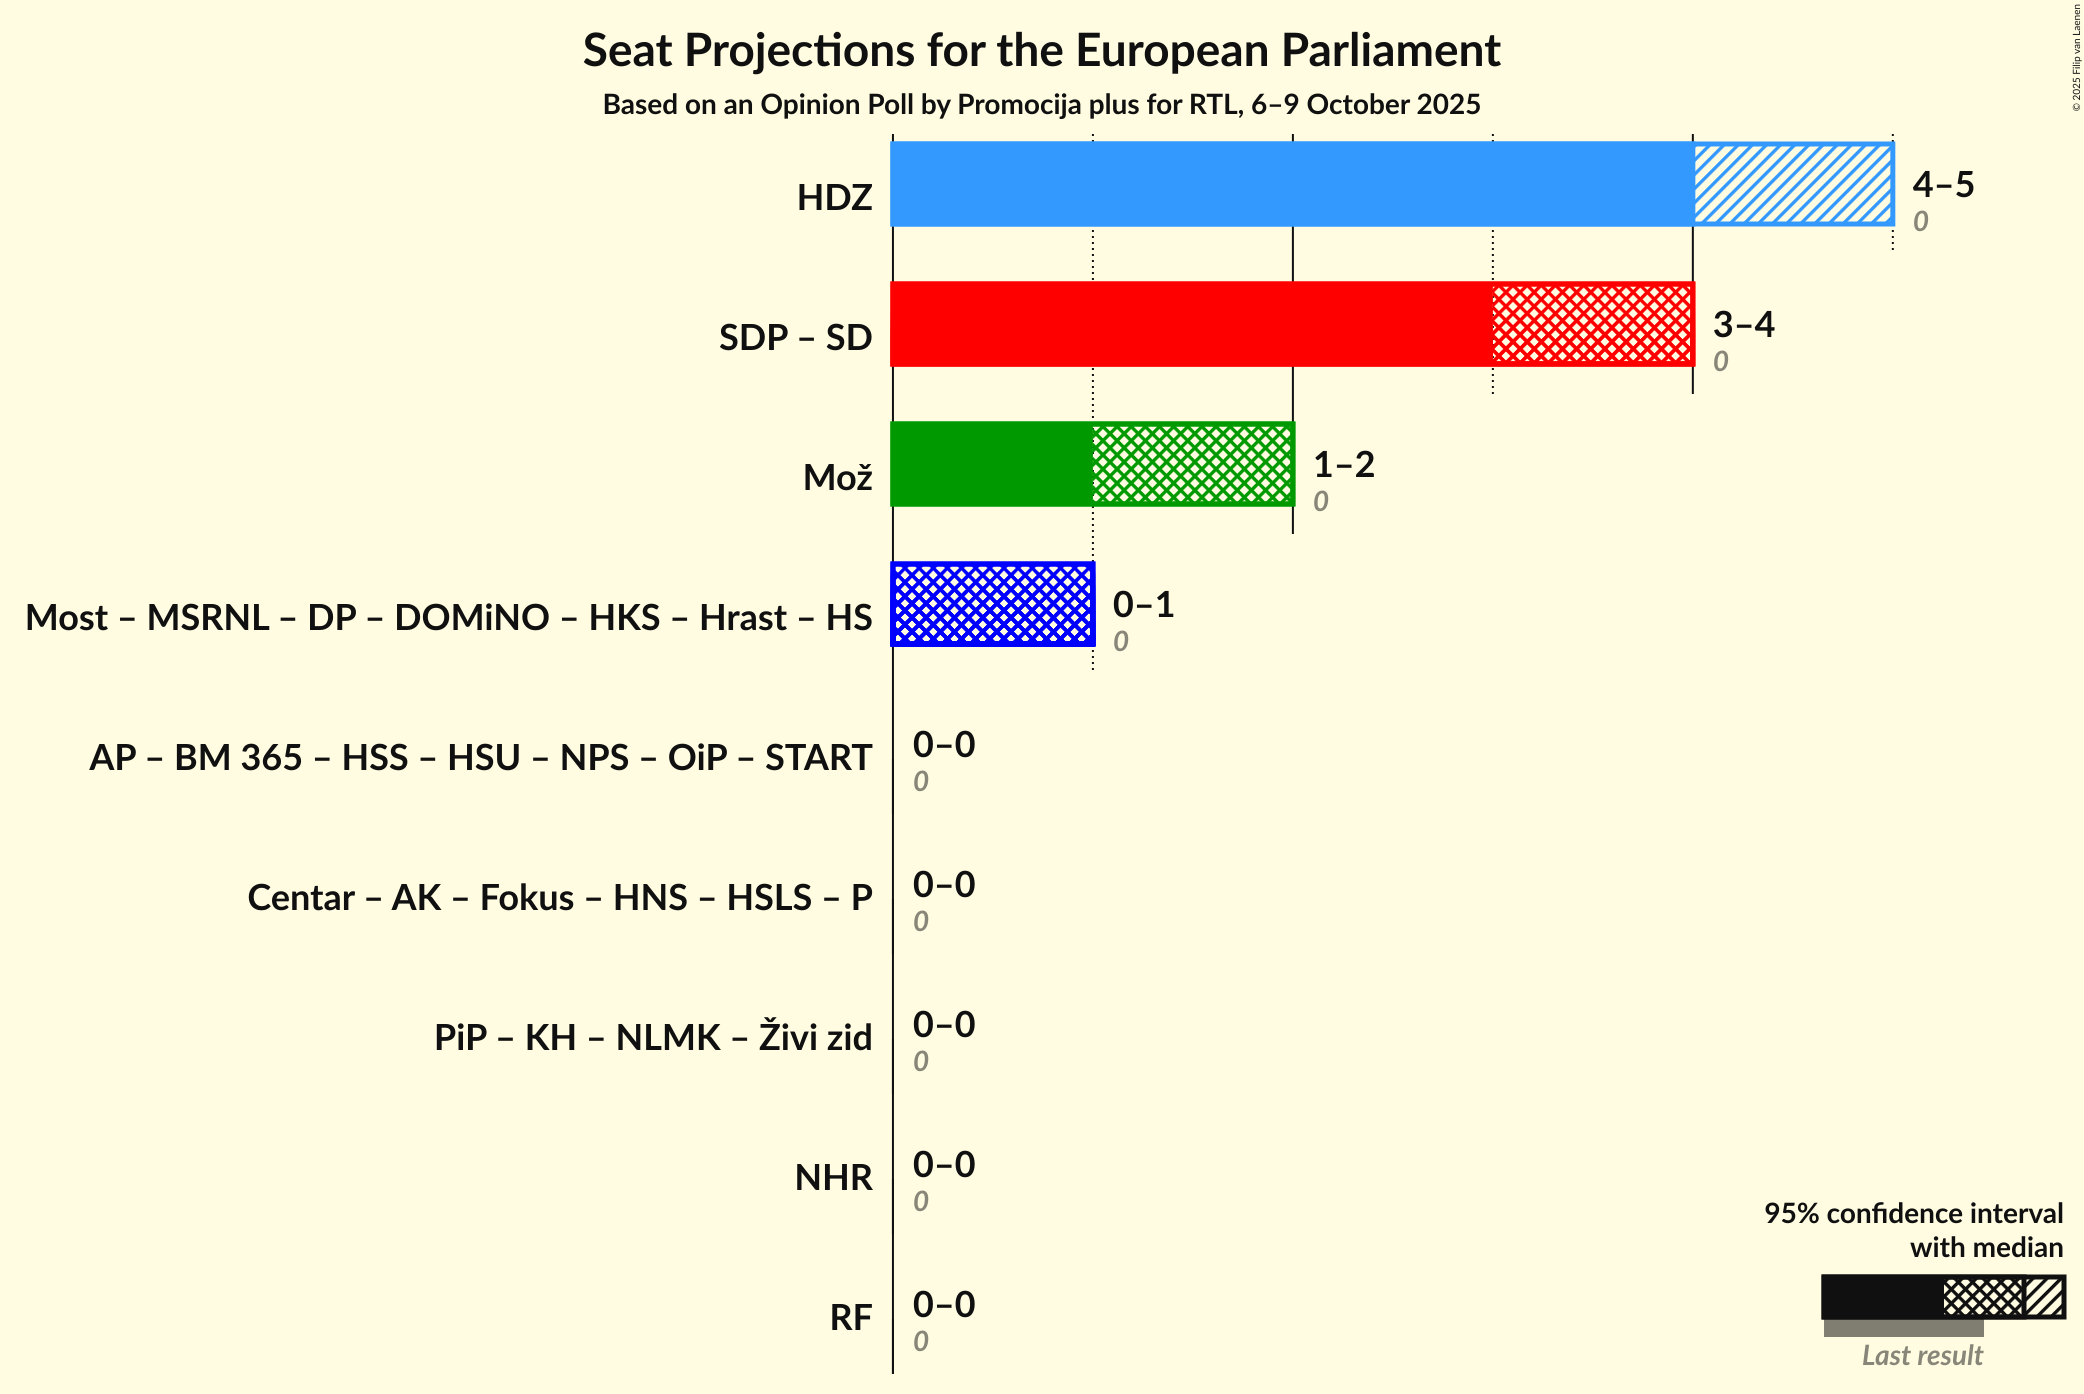 Seat Projections for the European Parliament
Based on an Opinion Poll by Promocija plus for RTL, 6–9 October 2025
© 2025 Filip van Laenen
HDZ
4–5
0
SDP – SD
3–4
0
Mož
1–2
0
Most – MSRNL – DP – DOMiNO – HKS – Hrast – HS
0–1
0
AP – BM 365 – HSS – HSU – NPS – OiP – START
0–0
0
Centar – AK – Fokus – HNS – HSLS – P
0–0
0
PiP – KH – NLMK – Živi zid
0–0
0
NHR
0–0
0
RF
0–0
0
95% confidence interval
with median
Last result